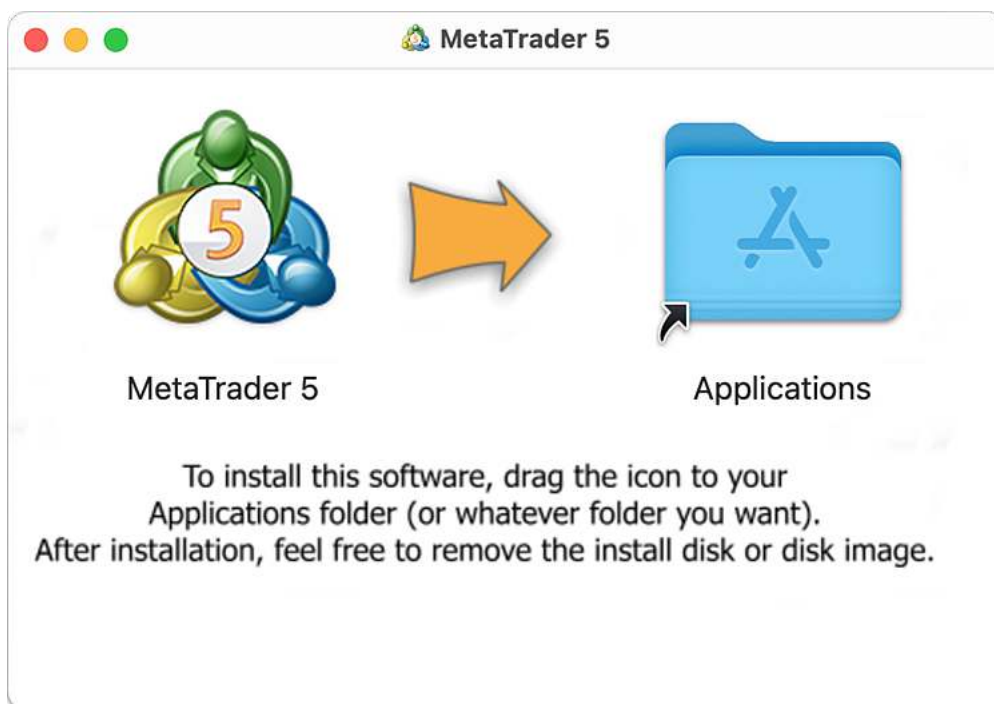 MetaTrader 5
5
MetaTrader 5
Applications
To install this software, drag the icon to your
Applications folder (or whatever folder you want).
After installation, feel free to remove the install disk or disk image.